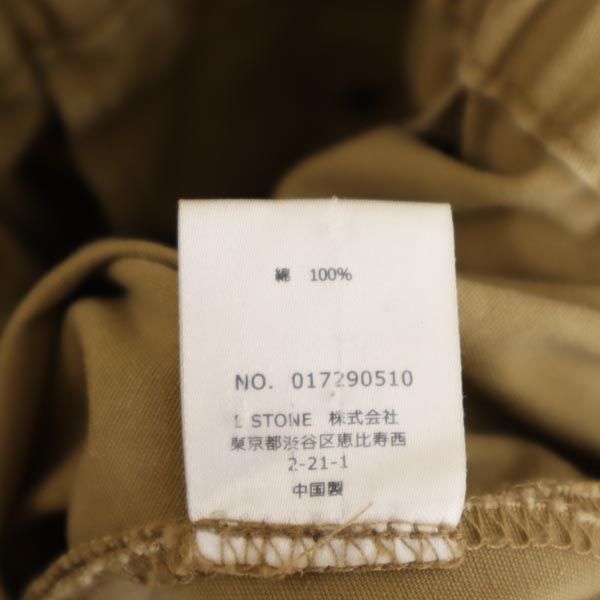 綿 100%
NO. 017290510
L STONE 株式会社
東京都渋谷区恵比寿西
2-21-1
中国製